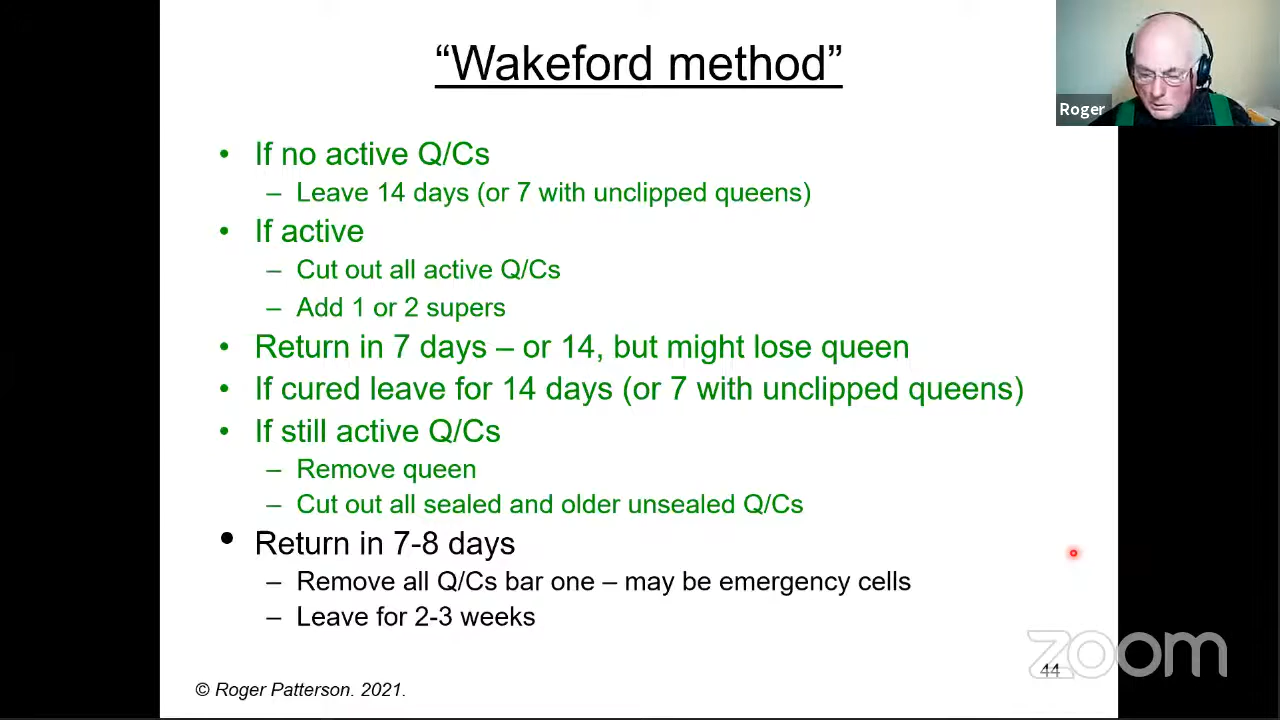 “Wakeford method”
Roger
• If no active Q/Cs
– Leave 14 days (or 7 with unclipped queens)
• If active
– Cut out all active Q/Cs
– Add 1 or 2 supers
• Return in 7 days – or 14, but might lose queen
• If cured leave for 14 days (or 7 with unclipped queens)
• If still active Q/Cs
– Remove queen
– Cut out all sealed and older unsealed Q/Cs
• Return in 7-8 days
– Remove all Q/Cs bar one – may be emergency cells
– Leave for 2-3 weeks
zoom
44
© Roger Patterson. 2021.